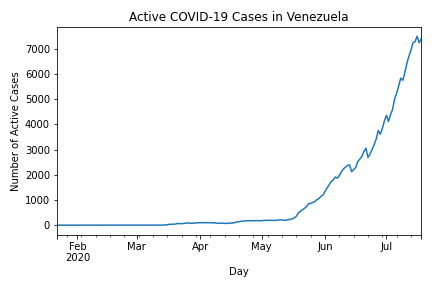 Active COVID-19 Cases in Venezuela
Number of Active Cases
7000
6000
5000
4000
3000
2000
1000
0
Feb Mar Apr May Jun Jul
2020
Day